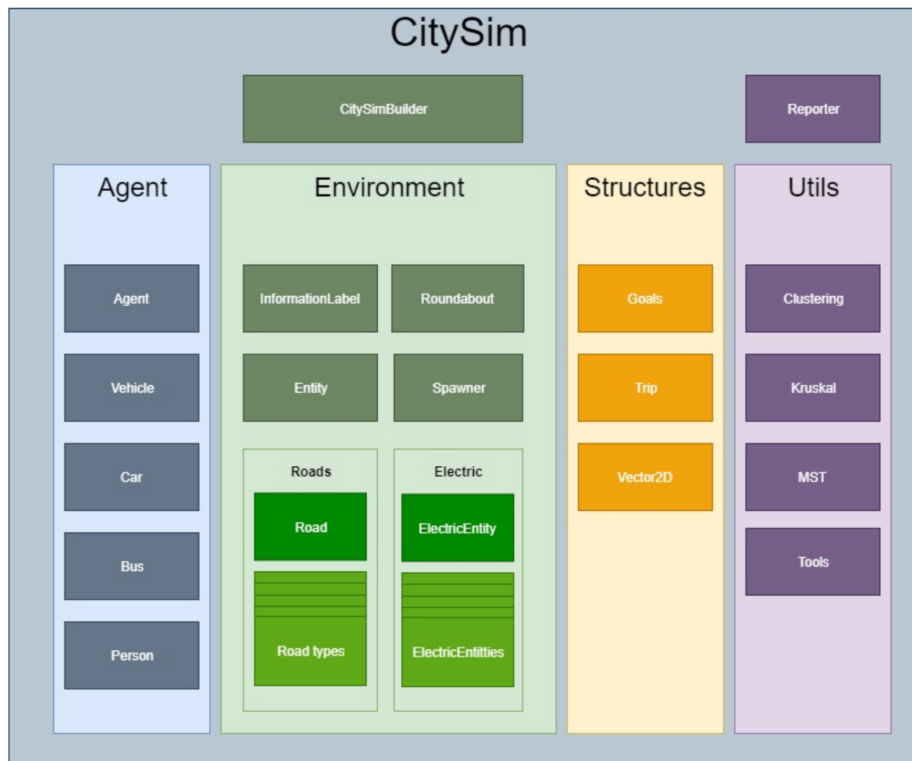 CitySim
CitySimBuilder
Reporter
Agent
Environment
Structures
Utils
Agent
InformationLabel
Roundabout
Goals
Clustering
Vehicle
Entity
Spawner
Trip
Kruskal
Car
Roads
Electric
Vector2D
MST
Road
ElectricEntity
Bus
Tools
Person
Road types
ElectricEntitties